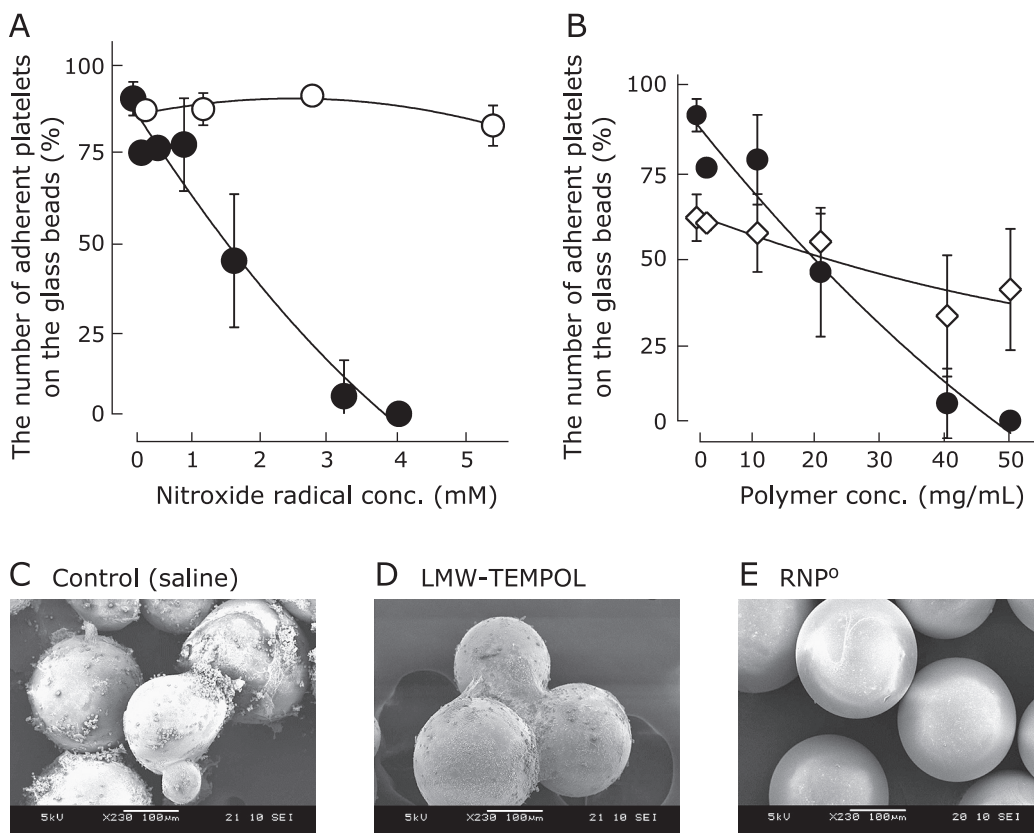 A
The number of adherent platelets
on the glass beads (%)
100
75
50
25
0
0 1 2 3 4 5
Nitroxide radical conc. (mM)
B
The number of adherent platelets
on the glass beads (%)
100
75
50
25
0
0 10 20 30 40 50
Polymer conc. (mg/mL)
C Control (saline)
5kV X230 100µm 21 10 SEI
D LMW-TEMPOL
5kV X230 100µm 21 10 SEI
E RNPᴼ
5kV X230 100µm 20 10 SEI